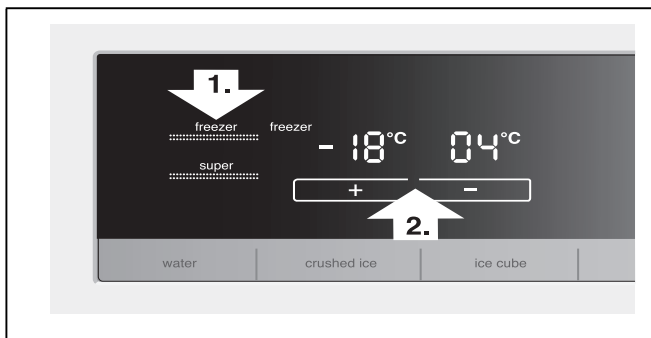 1.
freezer freezer
-18°C 04°C
super
+ −
2.
water crushed ice ice cube